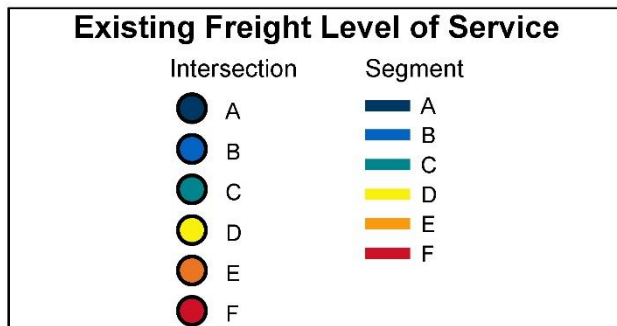 Existing Freight Level of Service
Intersection
Segment
A
B
C
D
E
F
A
B
C
D
E
F